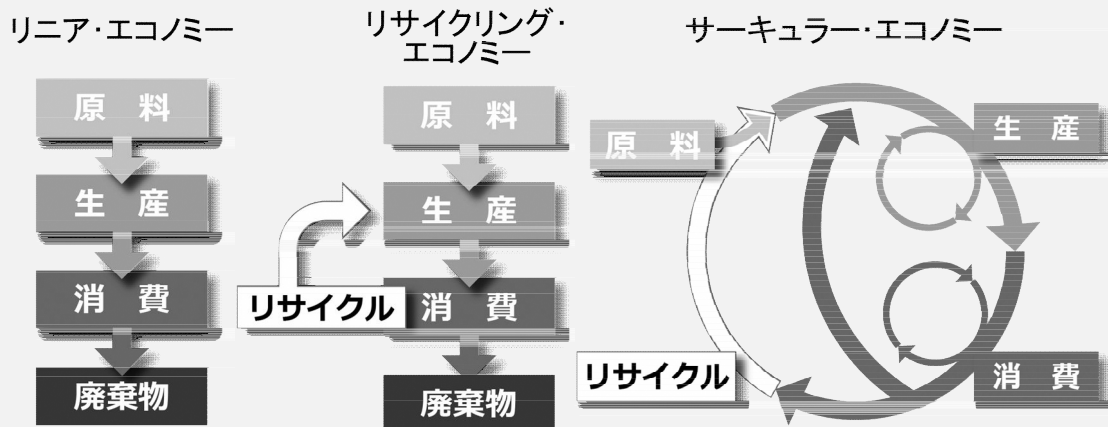 リニア・エコノミー
原　料
生　産
消　費
廃棄物
リサイクリング・
エコノミー
原　料
生　産
リサイクル
消　費
廃棄物
サーキュラー・エコノミー
原　料
生　産
リサイクル
消　費